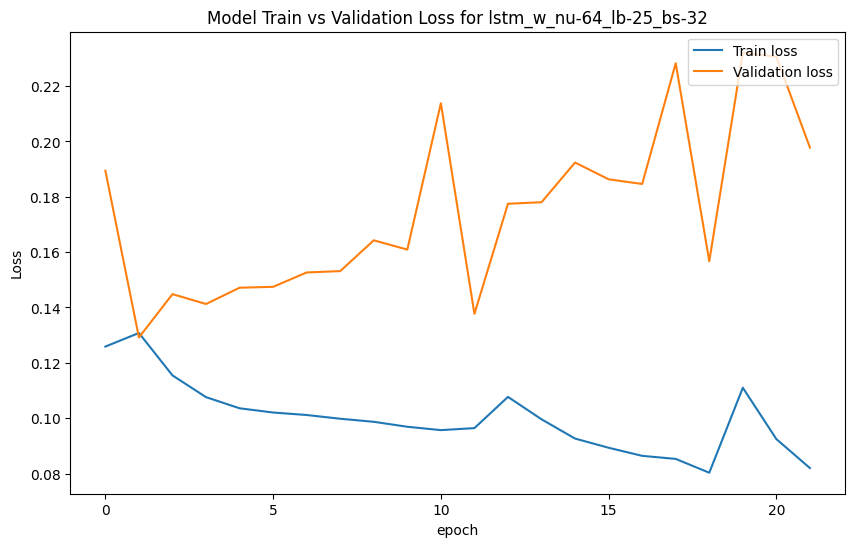 Model Train vs Validation Loss for lstm_w_nu-64_lb-25_bs-32
Train loss
Validation loss
0.22
0.20
0.18
0.16
0.14
0.12
0.10
0.08
Loss
0
5
10
15
20
epoch